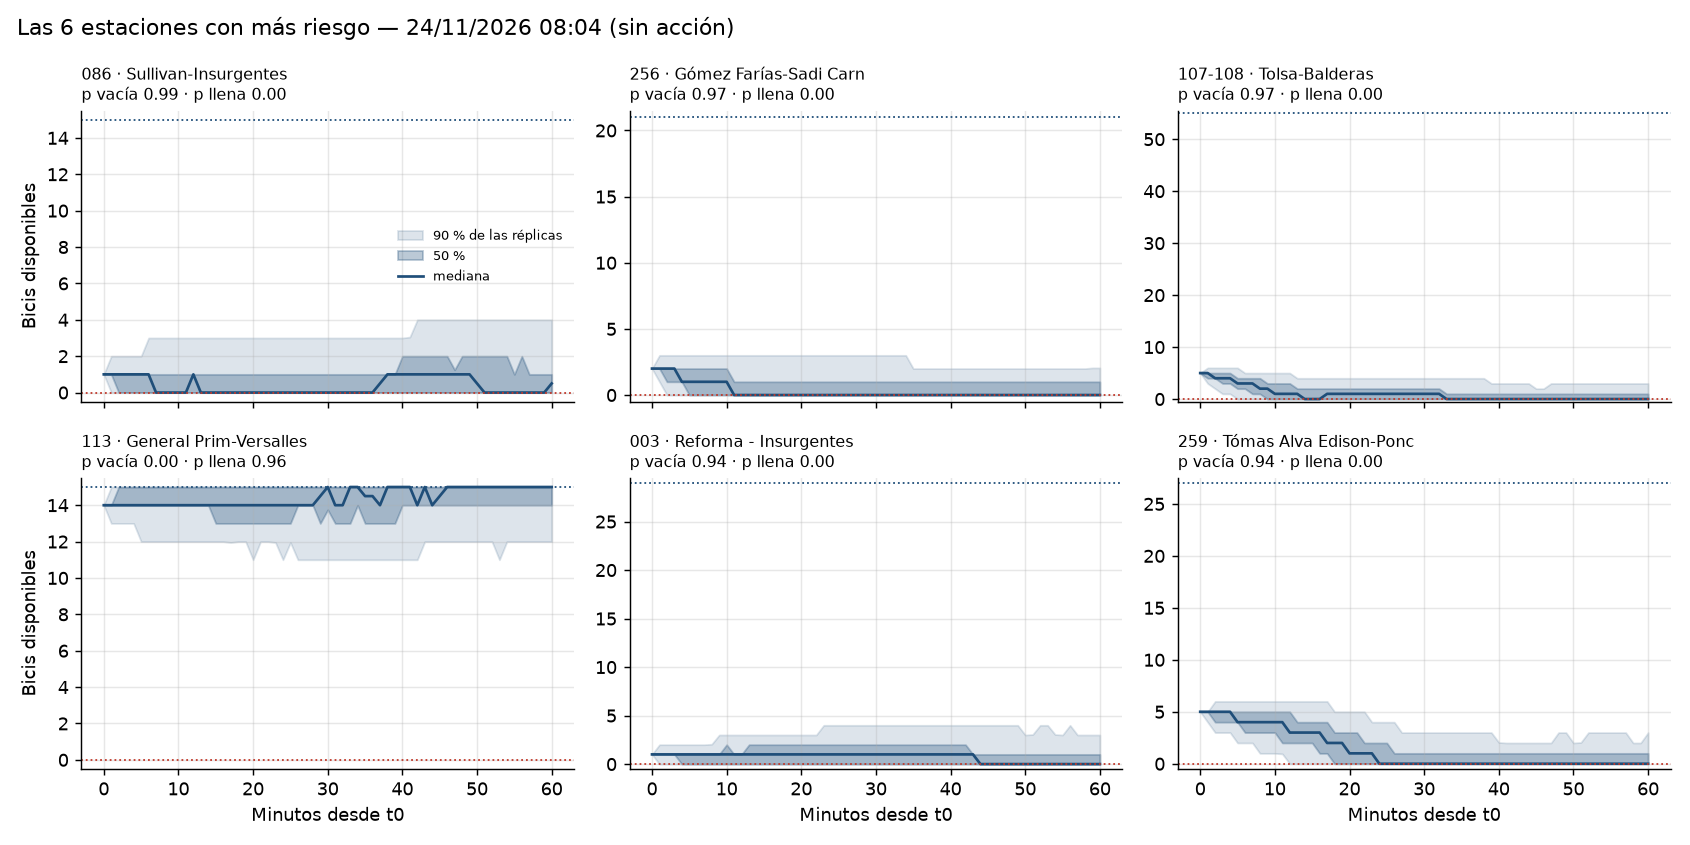 Las 6 estaciones con más riesgo — 24/11/2026 08:04 (sin acción)
086 · Sullivan-Insurgentes
p vacía 0.99 · p llena 0.00
Bicis disponibles
14
12
10
8
6
4
2
0
90 % de las réplicas
50 %
mediana
256 · Gómez Farías-Sadi Carn
p vacía 0.97 · p llena 0.00
20
15
10
5
0
107-108 · Tolsa-Balderas
p vacía 0.97 · p llena 0.00
50
40
30
20
10
0
113 · General Prim-Versalles
p vacía 0.00 · p llena 0.96
Bicis disponibles
14
12
10
8
6
4
2
0
0 10 20 30 40 50 60
Minutos desde t0
003 · Reforma - Insurgentes
p vacía 0.94 · p llena 0.00
25
20
15
10
5
0
0 10 20 30 40 50 60
Minutos desde t0
259 · Tómas Alva Edison-Ponc
p vacía 0.94 · p llena 0.00
25
20
15
10
5
0
0 10 20 30 40 50 60
Minutos desde t0